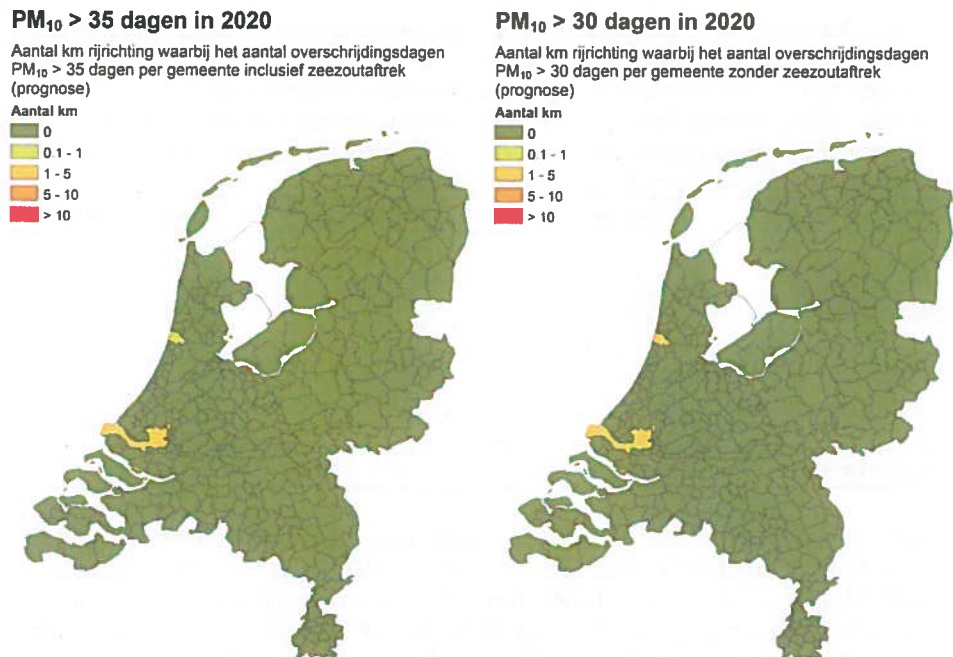 PM₁₀ > 35 dagen in 2020
Aantal km rijrichting waarbij het aantal overschrijdingsdagen
PM₁₀ > 35 dagen per gemeente inclusief zeezoutaftrek
(prognose)
Aantal km
0
0.1 - 1
1 - 5
5 - 10
> 10
PM₁₀ > 30 dagen in 2020
Aantal km rijrichting waarbij het aantal overschrijdingsdagen
PM₁₀ > 30 dagen per gemeente zonder zeezoutaftrek
(prognose)
Aantal km
0
0.1 - 1
1 - 5
5 - 10
> 10